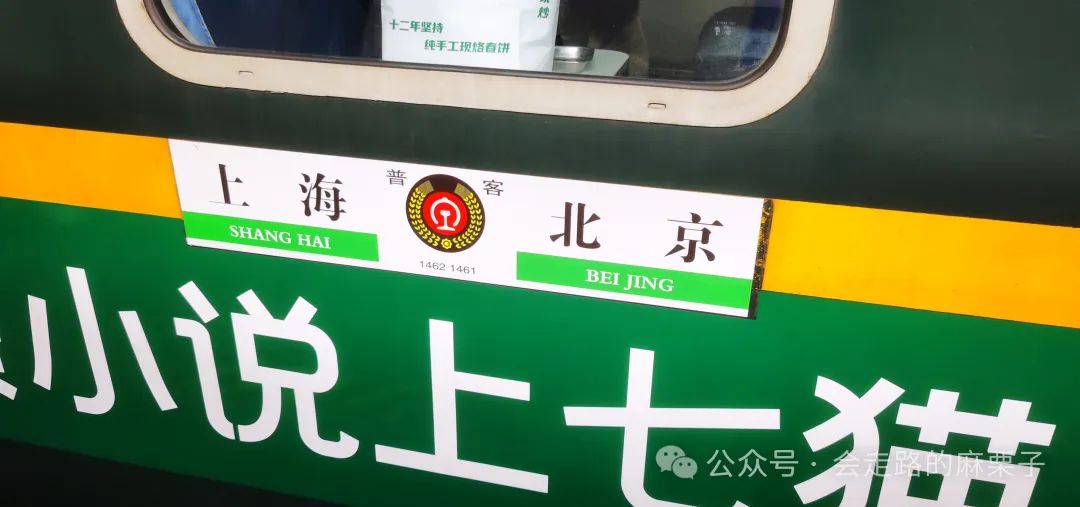 十二年坚持
纯手工现烙春饼
上海 普客 北京
SHANG HAI
BEI JING
1462 1461
小说上七猫
公众号·会走路的麻栗子